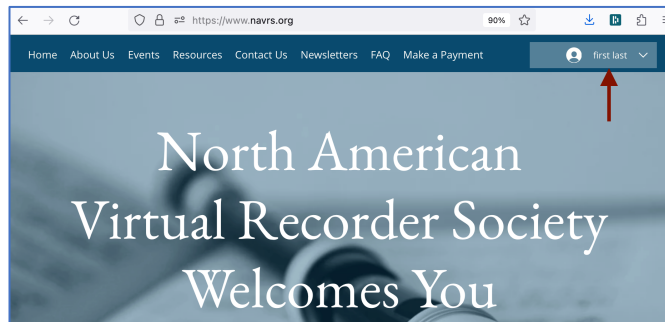 https://www.navrs.org 90%
Home About Us Events Resources Contact Us Newsletters FAQ Make a Payment first last
North American
Virtual Recorder Society
Welcomes You